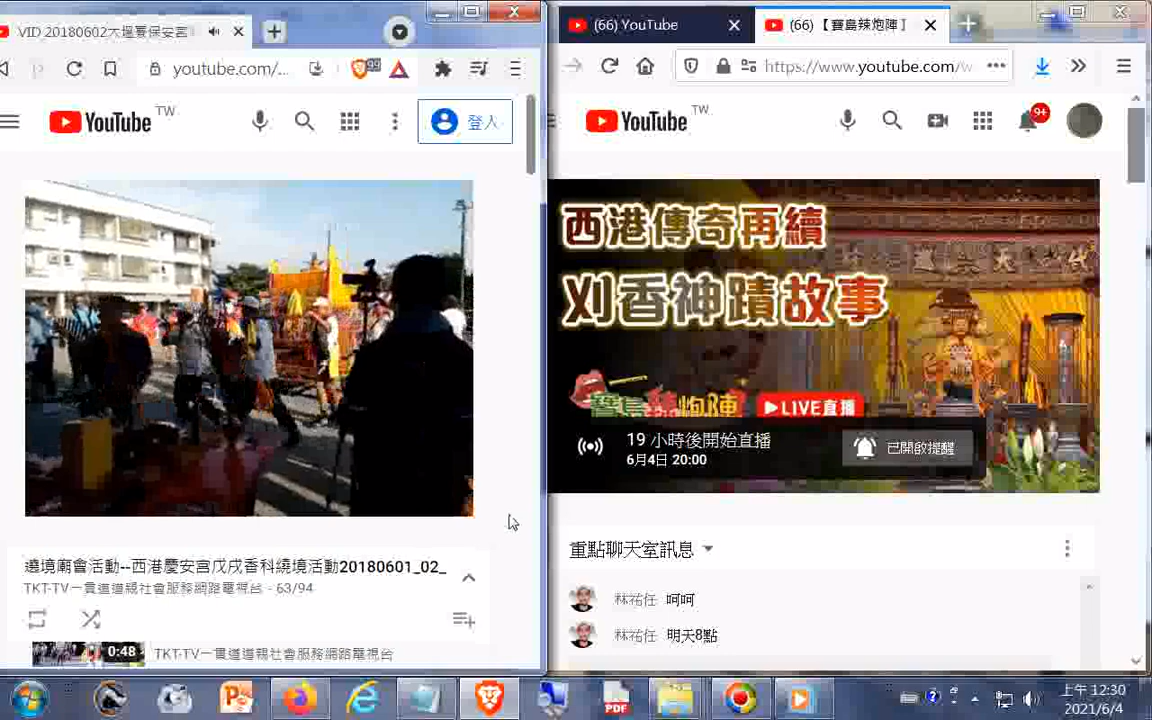 VID 20180602大塭寮保安宮
youtube.com/...
99
YouTube TW
登入
遶境廟會活動--西港慶安宮戊戌香科繞境活動20180601_02_
TKT-TV一貫道道親社會服務網路電視台 - 63/94
0:48
TKT-TV一貫道道親社會服務網路電視台
(66) YouTube
(66) 【寶島辣炮陣】
https://www.youtube.com/w
YouTube TW
9+
西港傳奇再續
刈香神蹟故事
寶島辣炮陣
LIVE直播
19 小時後開始直播
6月4日 20:00
已開啟提醒
重點聊天室訊息
林祐任 呵呵
林祐任 明天8點
PDF
上午 12:30
2021/6/4